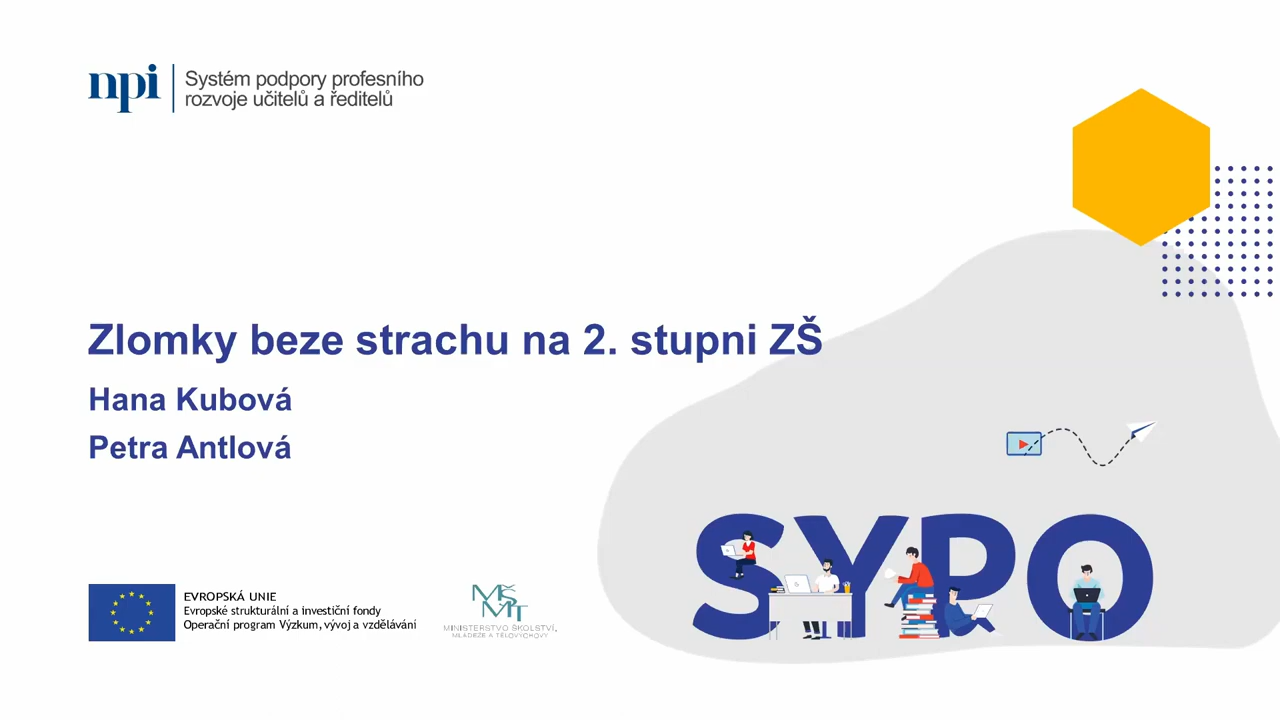 npi
Systém podpory profesního
rozvoje učitelů a ředitelů
Zlomky beze strachu na 2. stupni ZŠ
Hana Kubová
Petra Antlová
SYPO
EVROPSKÁ UNIE
Evropské strukturální a investiční fondy
Operační program Výzkum, vývoj a vzdělávání
MŠMT
MINISTERSTVO ŠKOLSTVÍ,
MLÁDEŽE A TĚLOVÝCHOVY